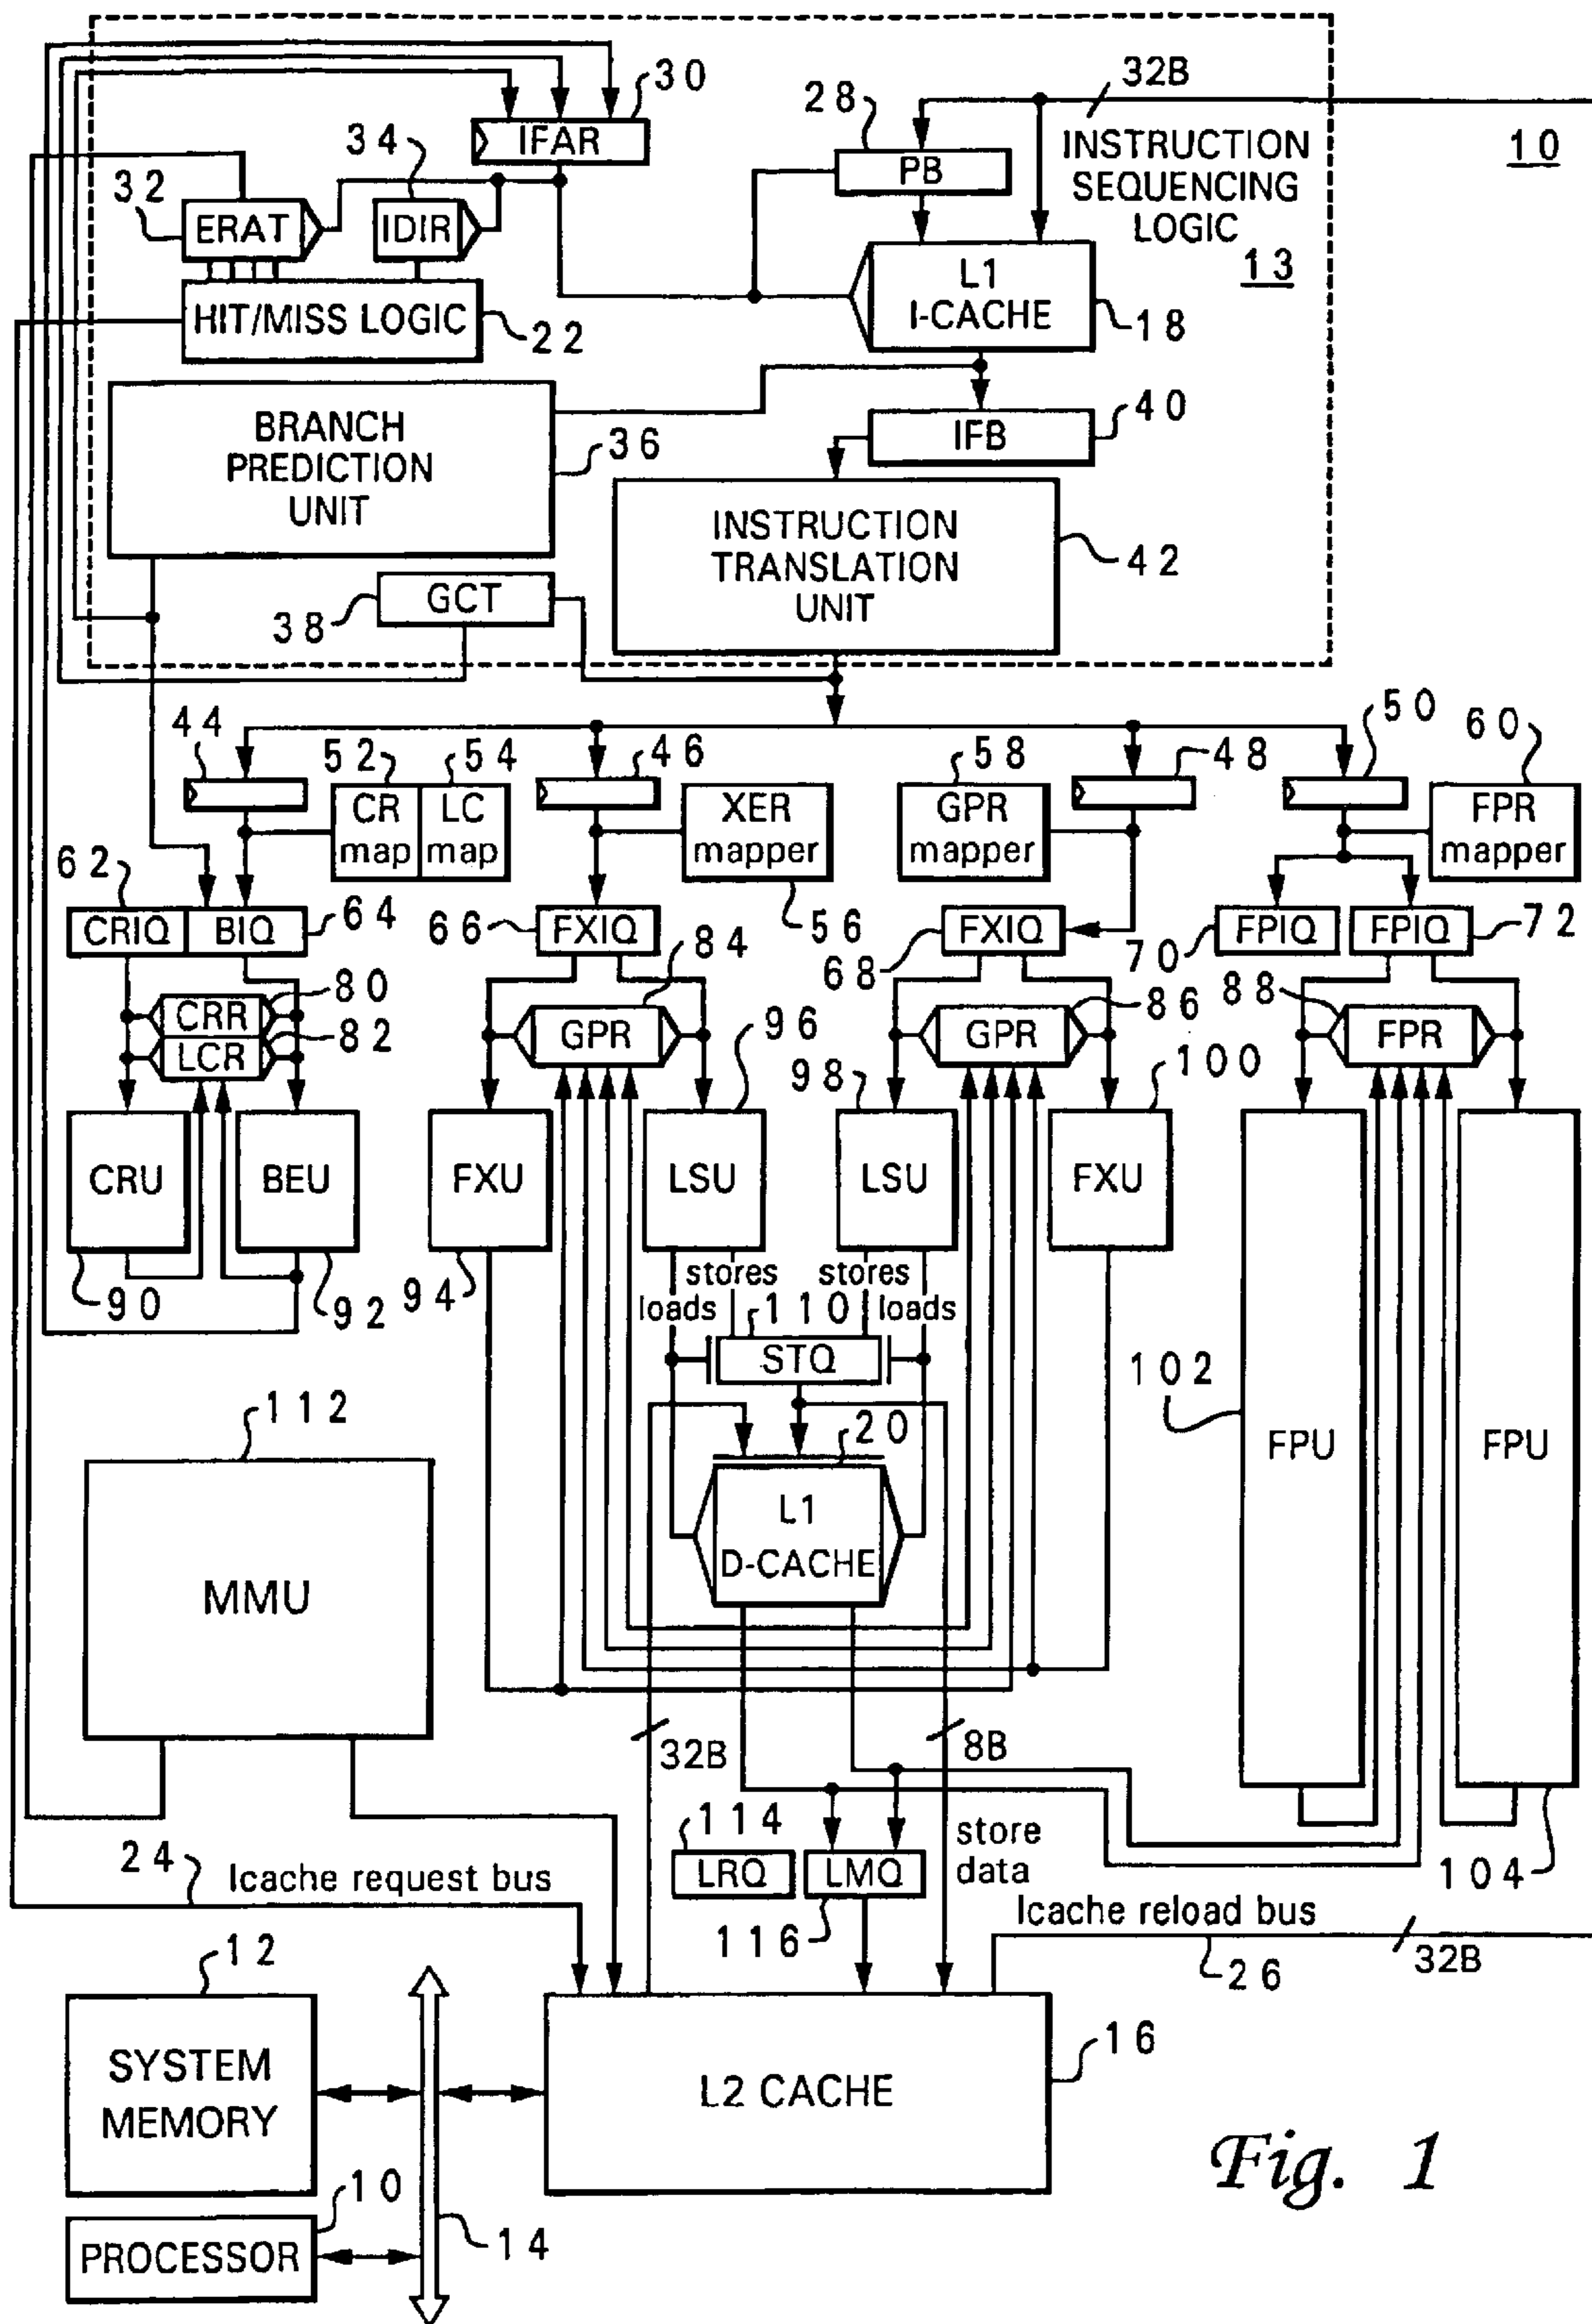 30
32B
28
IFAR
34
INSTRUCTION
SEQUENCING
LOGIC
10
PB
32
ERAT
IDIR
13
L1
I-CACHE
HIT/MISS LOGIC
22
18
BRANCH
PREDICTION
UNIT
36
40
IFB
INSTRUCTION
TRANSLATION
UNIT
42
GCT
38
44
52
54
46
58
48
50
60
CR
map
LC
map
XER
mapper
GPR
mapper
FPR
mapper
62
CRIQ
BIQ
64
66
FXIQ
56
FXIQ
68
70
FPIQ
FPIQ
72
84
80
CRR
LCR
82
GPR
96
98
GPR
86
88
FPR
100
CRU
BEU
FXU
LSU
LSU
FXU
90
92
94
stores
stores
loads
110
loads
STQ
102
112
20
FPU
FPU
L1
D-CACHE
MMU
32B
8B
114
LRQ
LMQ
store
data
24
Icache request bus
116
104
Icache reload bus
32B
26
12
SYSTEM
MEMORY
L2 CACHE
16
10
PROCESSOR
14
Fig. 1